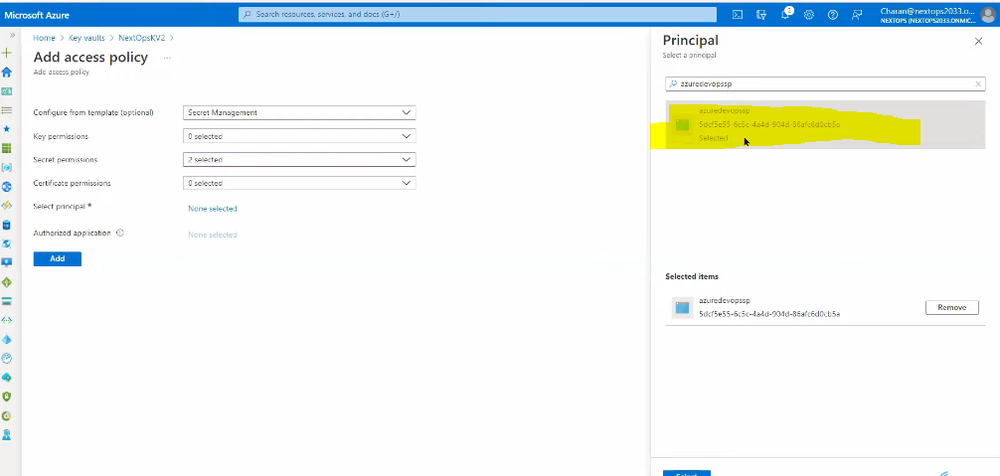 Microsoft Azure
Search resources, services, and docs (G+/)
2
Charan@nextops2033.on...
NEXTOPS (NEXTOPS2033.ONMIC...
Home > Key vaults > NextOpsKV2 >
Add access policy ...
Add access policy
Configure from template (optional)
Secret Management
Key permissions
0 selected
Secret permissions
2 selected
Certificate permissions
0 selected
Select principal *
None selected
Authorized application
None selected
Add
Principal
Select a principal
azuredevopssp
azuredevopssp
5dcf5e55-6c5c-4a4d-904d-86afc6d0cb5a
Selected
Selected items
azuredevopssp
5dcf5e55-6c5c-4a4d-904d-86afc6d0cb5a
Remove
Select